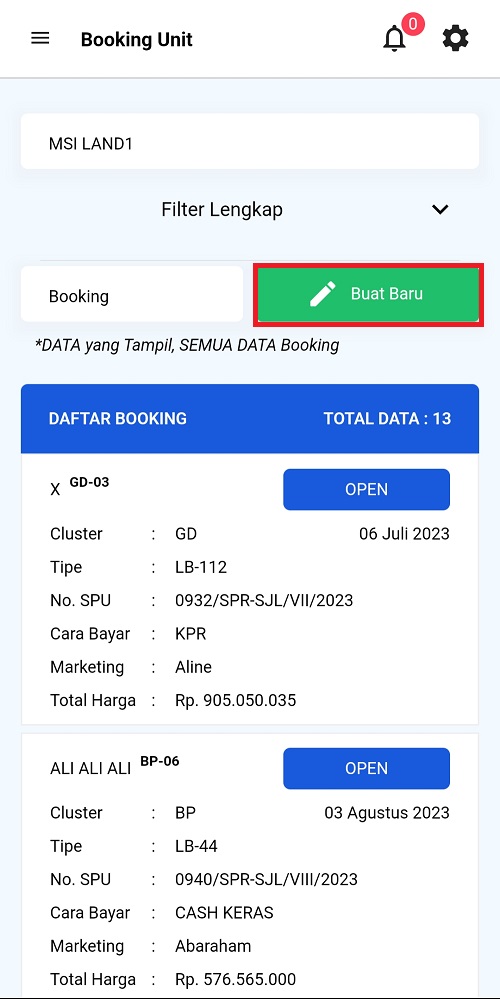 Booking Unit 0
MSI LAND1
Filter Lengkap
Booking Buat Baru
*DATA yang Tampil, SEMUA DATA Booking
DAFTAR BOOKING TOTAL DATA : 13
X GD-03 OPEN
Cluster : GD 06 Juli 2023
Tipe : LB-112
No. SPU : 0932/SPR-SJL/VII/2023
Cara Bayar : KPR
Marketing : Aline
Total Harga : Rp. 905.050.035
ALI ALI ALI BP-06 OPEN
Cluster : BP 03 Agustus 2023
Tipe : LB-44
No. SPU : 0940/SPR-SJL/VIII/2023
Cara Bayar : CASH KERAS
Marketing : Abaraham
Total Harga : Rp. 576.565.000